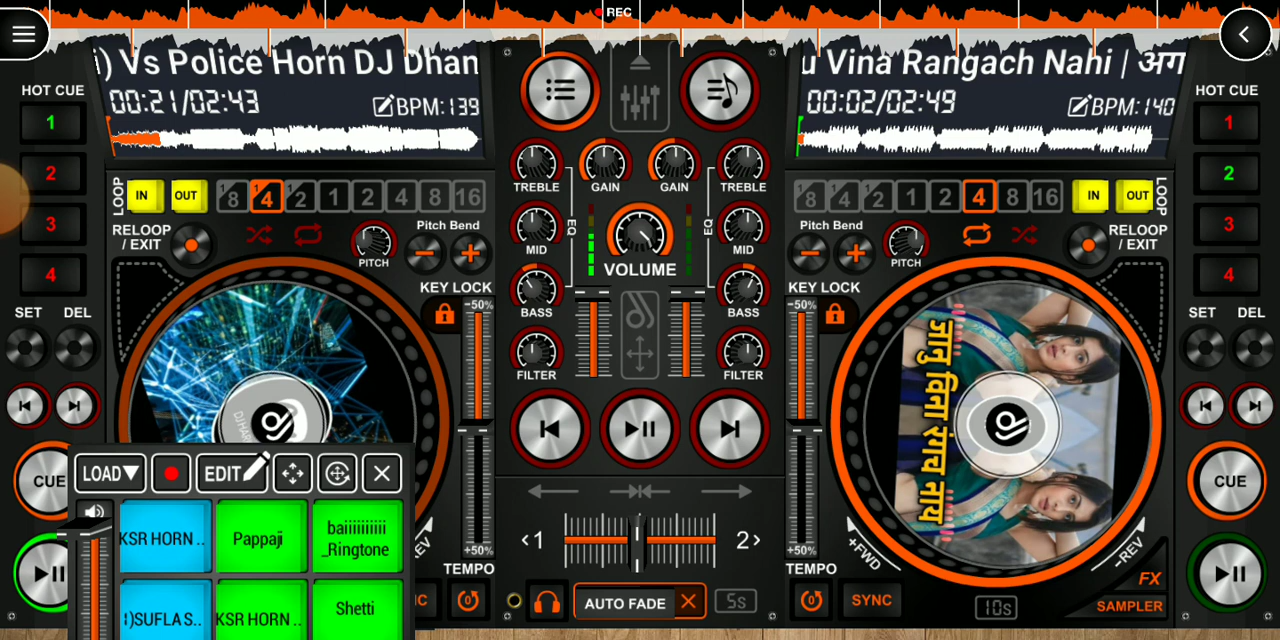 REC
) Vs Police Horn DJ Dhan
00:21/02:43
BPM:139
u Vina Rangach Nahi | अग
00:02/02:49
BPM:140
HOT CUE
1
2
3
4
SET DEL
CUE
LOOP
IN OUT
1/8 1/4 1/2 1 2 4 8 16
RELOOP
/ EXIT
PITCH
Pitch Bend
KEY LOCK
-50%
+50%
TEMPO
TREBLE GAIN GAIN TREBLE
MID EQ EQ MID
VOLUME
BASS BASS
FILTER FILTER
<1 2>
AUTO FADE X 5s
LOAD▼ EDIT
KSR HORN .. Pappaji baiiiiiiiiii
_Ringtone
)SUFLA S.. KSR HORN .. Shetti
1/8 1/4 1/2 1 2 4 8 16
IN OUT
LOOP
Pitch Bend
PITCH
RELOOP
/ EXIT
KEY LOCK
-50%
+50%
TEMPO
SYNC
जानु विना रंगच नाय
+FWD
-REV
10s
FX
SAMPLER
HOT CUE
1
2
3
4
SET DEL
CUE